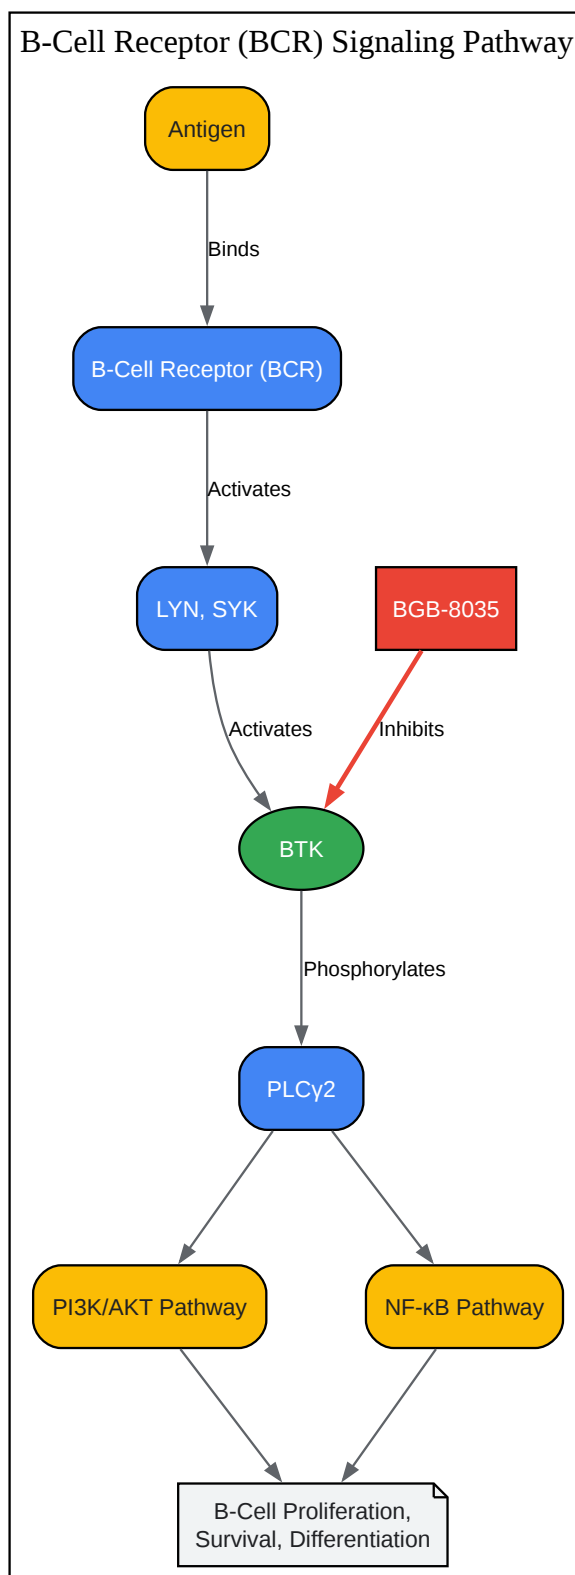 B-Cell Receptor (BCR) Signaling Pathway
Antigen
Binds
B-Cell Receptor (BCR)
Activates
LYN, SYK
BGB-8035
Activates
Inhibits
BTK
Phosphorylates
PLCγ2
PI3K/AKT Pathway
NF-κB Pathway
B-Cell Proliferation,
Survival, Differentiation